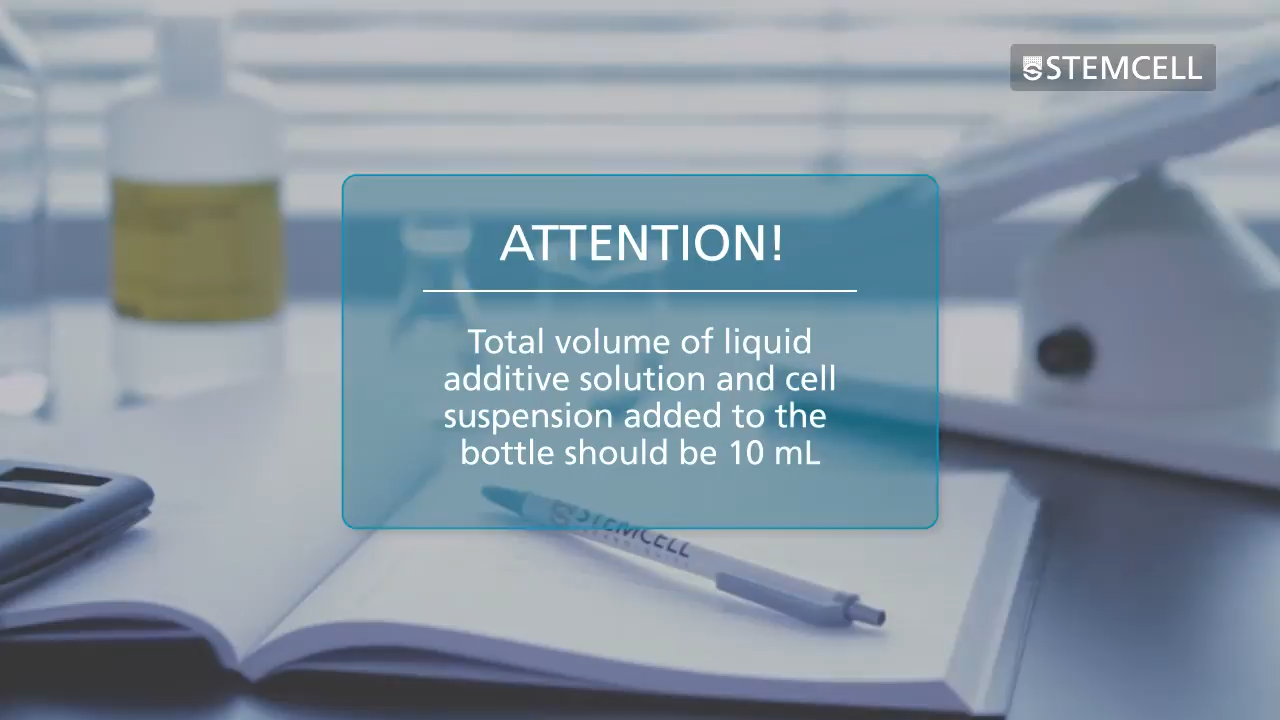 STEMCELL
ATTENTION!
Total volume of liquid
additive solution and cell
suspension added to the
bottle should be 10 mL
STEMCELL